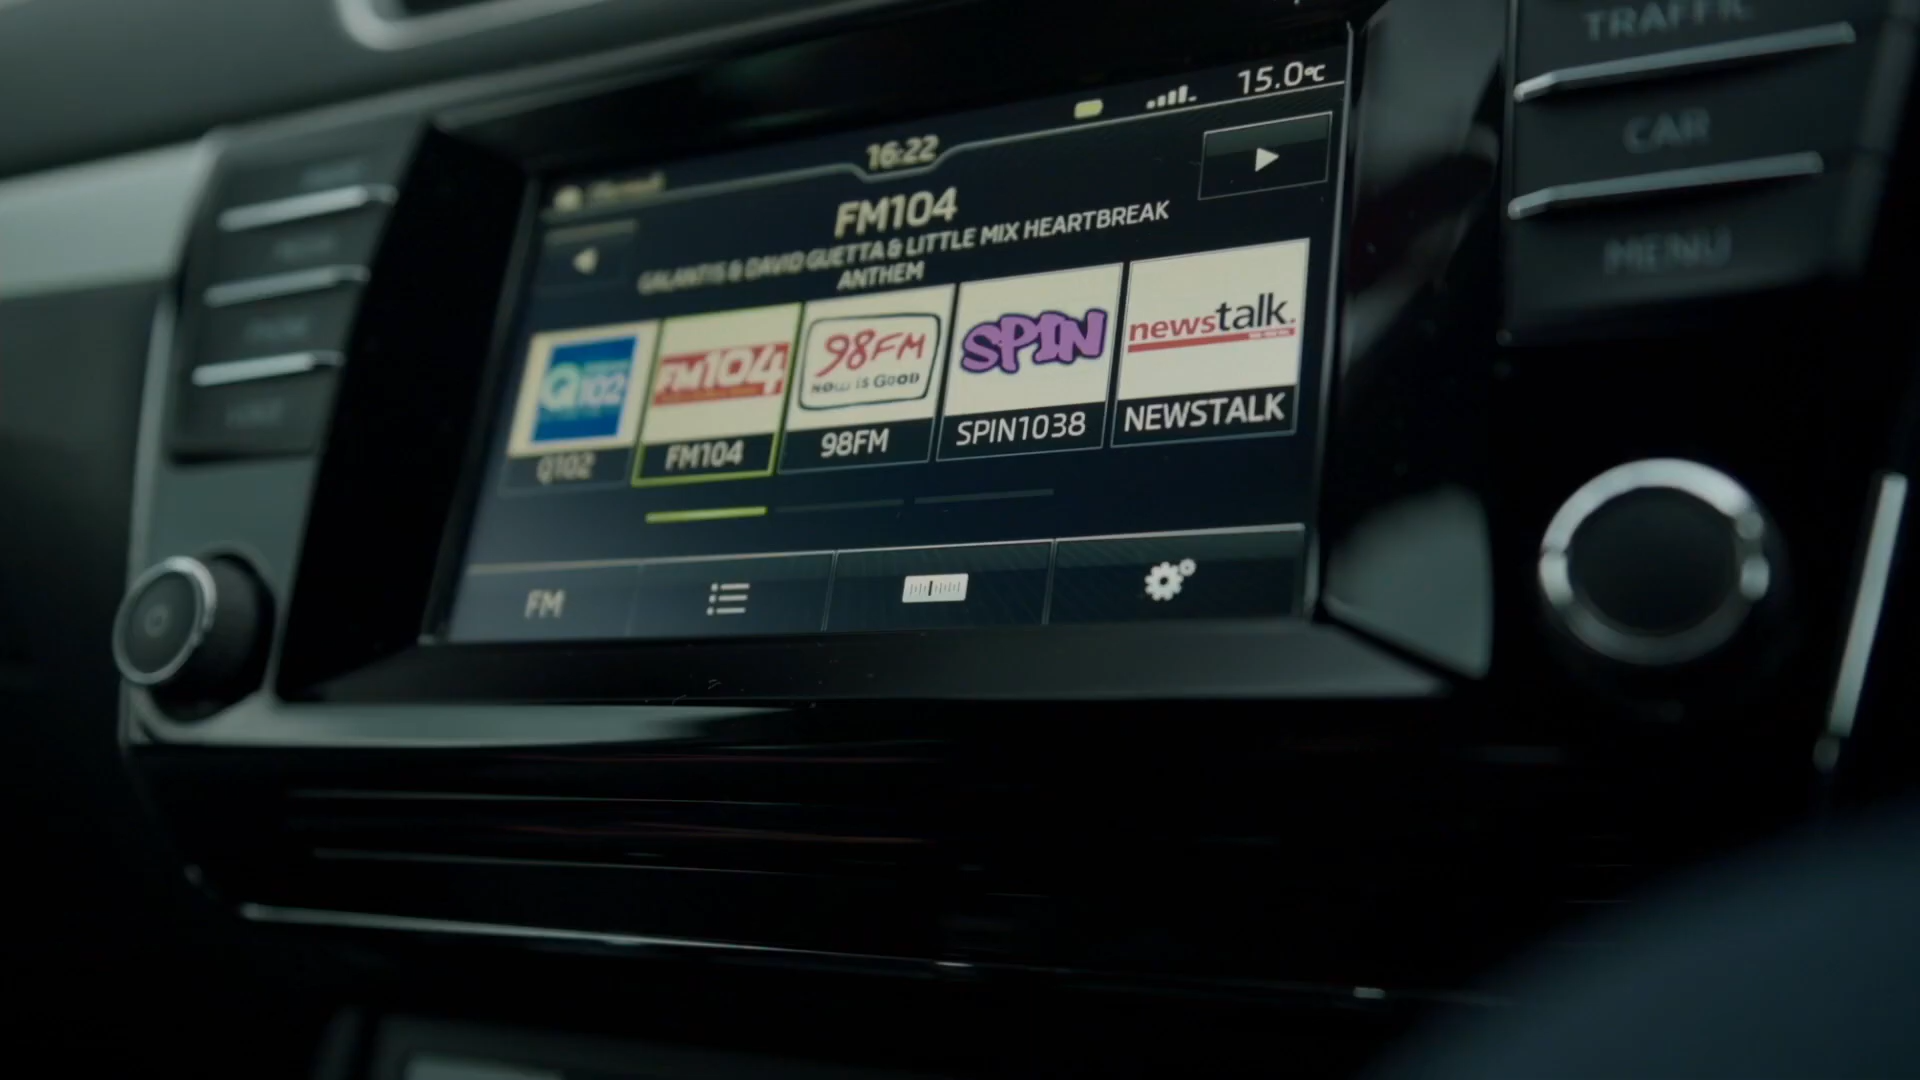 TRAFFIC
15.0°C
16:22
CAR
FM104
GALANTIS & DAVID GUETTA & LITTLE MIX HEARTBREAK
ANTHEM
MENU
Q102
FM104
98FM
NOW IS GOOD
SPIN
newstalk.
Q102
FM104
98FM
SPIN1038
NEWSTALK
FM